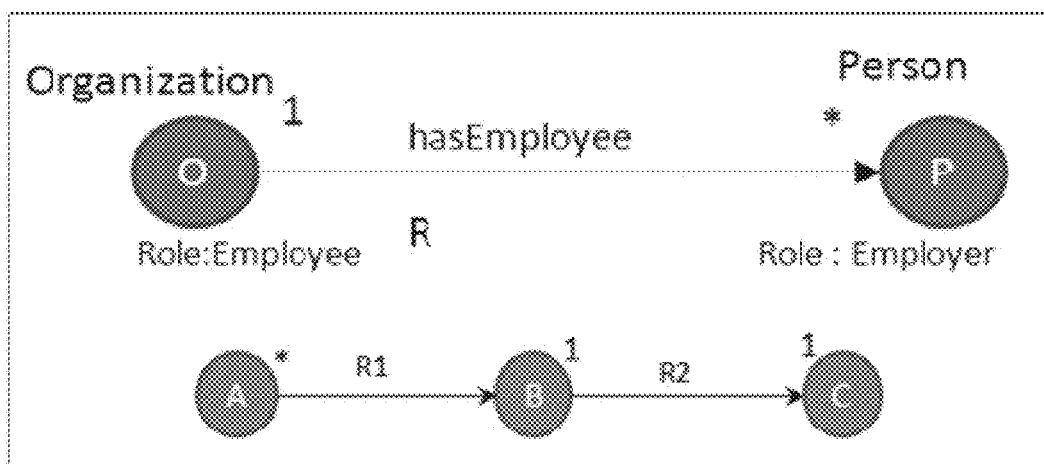 Organization
Person
1
*
hasEmployee
O
P
R
Role:Employee
Role : Employer
*
R1
1
R2
1
A
B
C